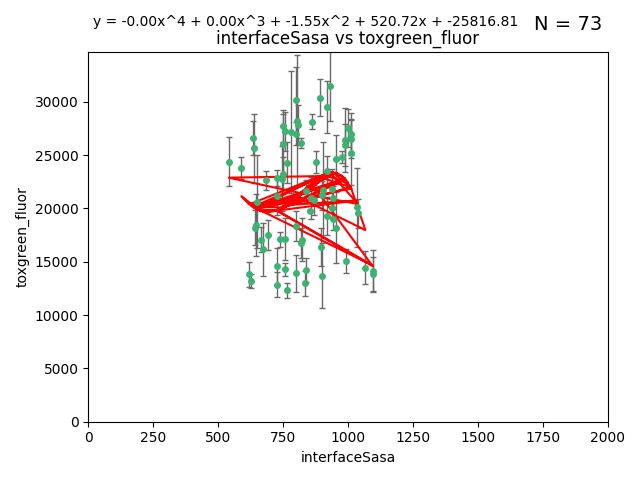 y = -0.00x^4 + 0.00x^3 + -1.55x^2 + 520.72x + -25816.81
N = 73
interfaceSasa vs toxgreen_fluor
30000
25000
20000
15000
10000
5000
0
toxgreen_fluor
0 250 500 750 1000 1250 1500 1750 2000
interfaceSasa